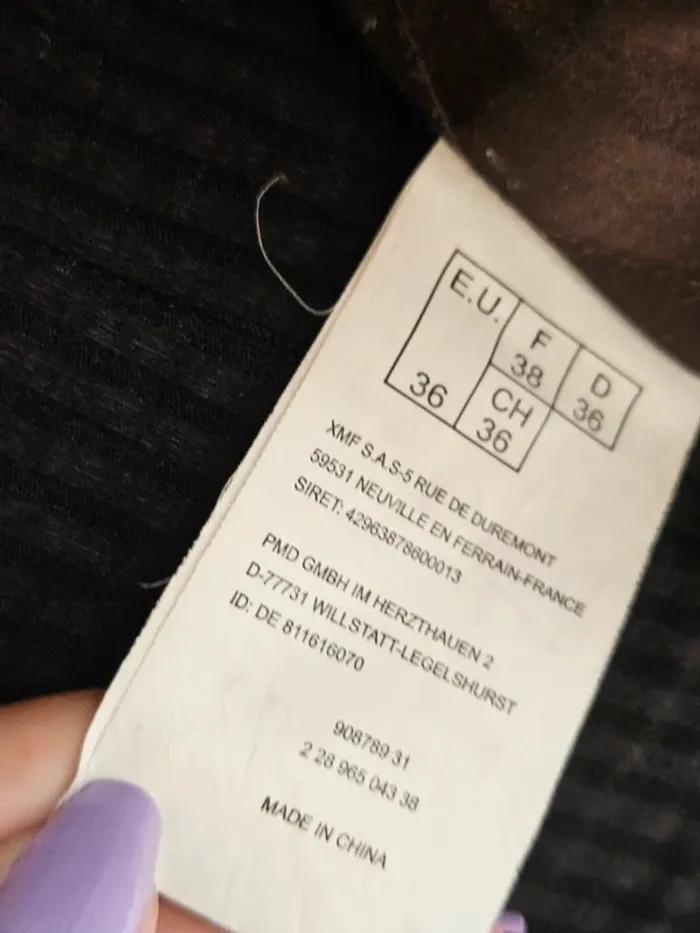 E.U. 36
F 38
D 36
CH 36
XMF S.A.S-5 RUE DE DUREMONT
59531 NEUVILLE EN FERRAIN-FRANCE
SIRET: 42963878600013
PMD GMBH IM HERZTHAUEN 2
D-77731 WILLSTATT-LEGELSHURST
ID: DE 811616070
908789 31
2 28 965 043 38
MADE IN CHINA